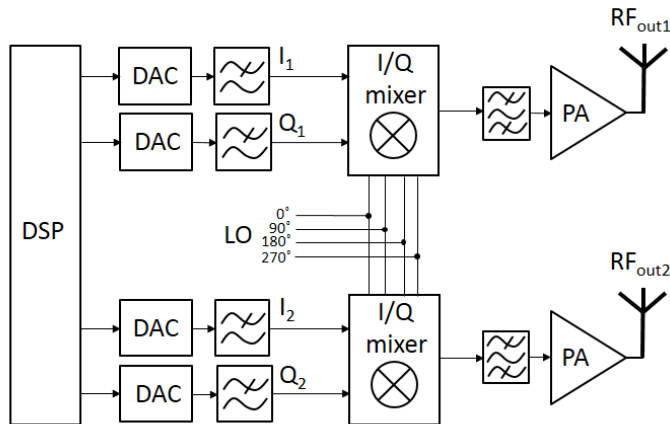 RFout1
DAC
I1
I/Q
mixer
PA
DAC
Q1
DSP
LO
0°
90°
180°
270°
RFout2
DAC
I2
I/Q
mixer
PA
DAC
Q2